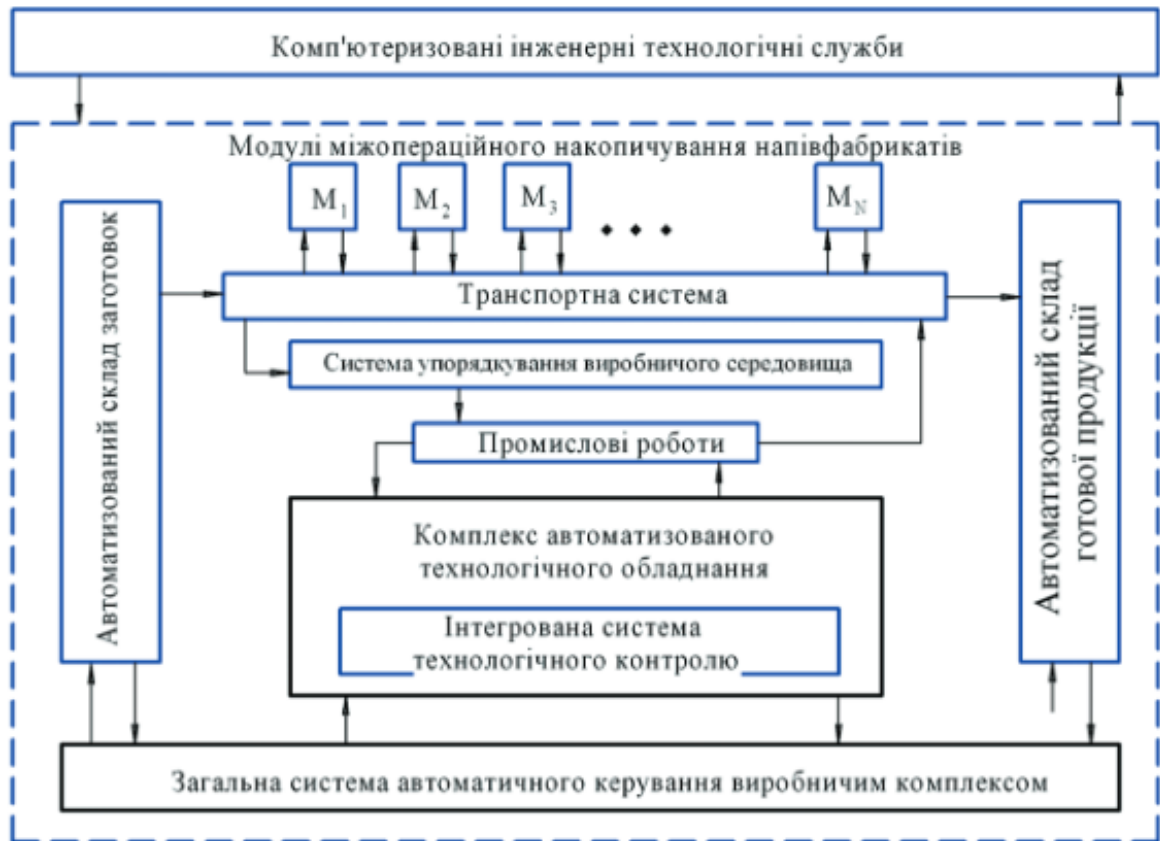 Комп'ютеризовані інженерні технологічні служби
Модулі міжопераційного накопичування напівфабрикатів
M1
M2
M3
MN
Автоматизований склад заготовок
Транспортна система
Система упорядкування виробничого середовища
Промислові роботи
Комплекс автоматизованого
технологічного обладнання
Інтегрована система
технологічного контролю
Автоматизований склад
готової продукції
Загальна система автоматичного керування виробничим комплексом